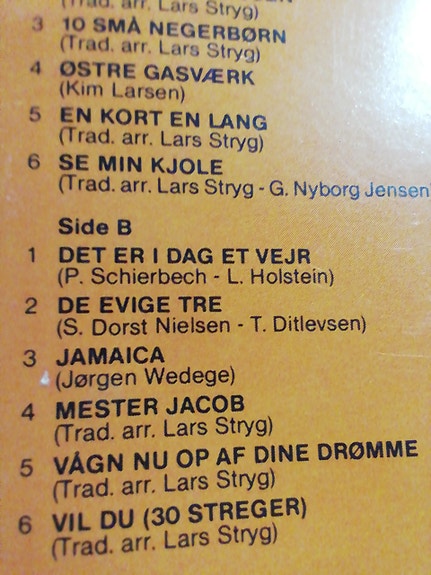 (Trad. arr. Lars Stryg)
3 10 SMÅ NEGERBØRN
(Trad. arr. Lars Stryg)
4 ØSTRE GASVÆRK
(Kim Larsen)
5 EN KORT EN LANG
(Trad. arr. Lars Stryg)
6 SE MIN KJOLE
(Trad. arr. Lars Stryg - G. Nyborg Jensen
Side B
1 DET ER I DAG ET VEJR
(P. Schierbech - L. Holstein)
2 DE EVIGE TRE
(S. Dorst Nielsen - T. Ditlevsen)
3 JAMAICA
(Jørgen Wedege)
4 MESTER JACOB
(Trad. arr. Lars Stryg)
5 VÅGN NU OP AF DINE DRØMME
(Trad. arr. Lars Stryg)
6 VIL DU (30 STREGER)
(Trad. arr. Lars Stryg)